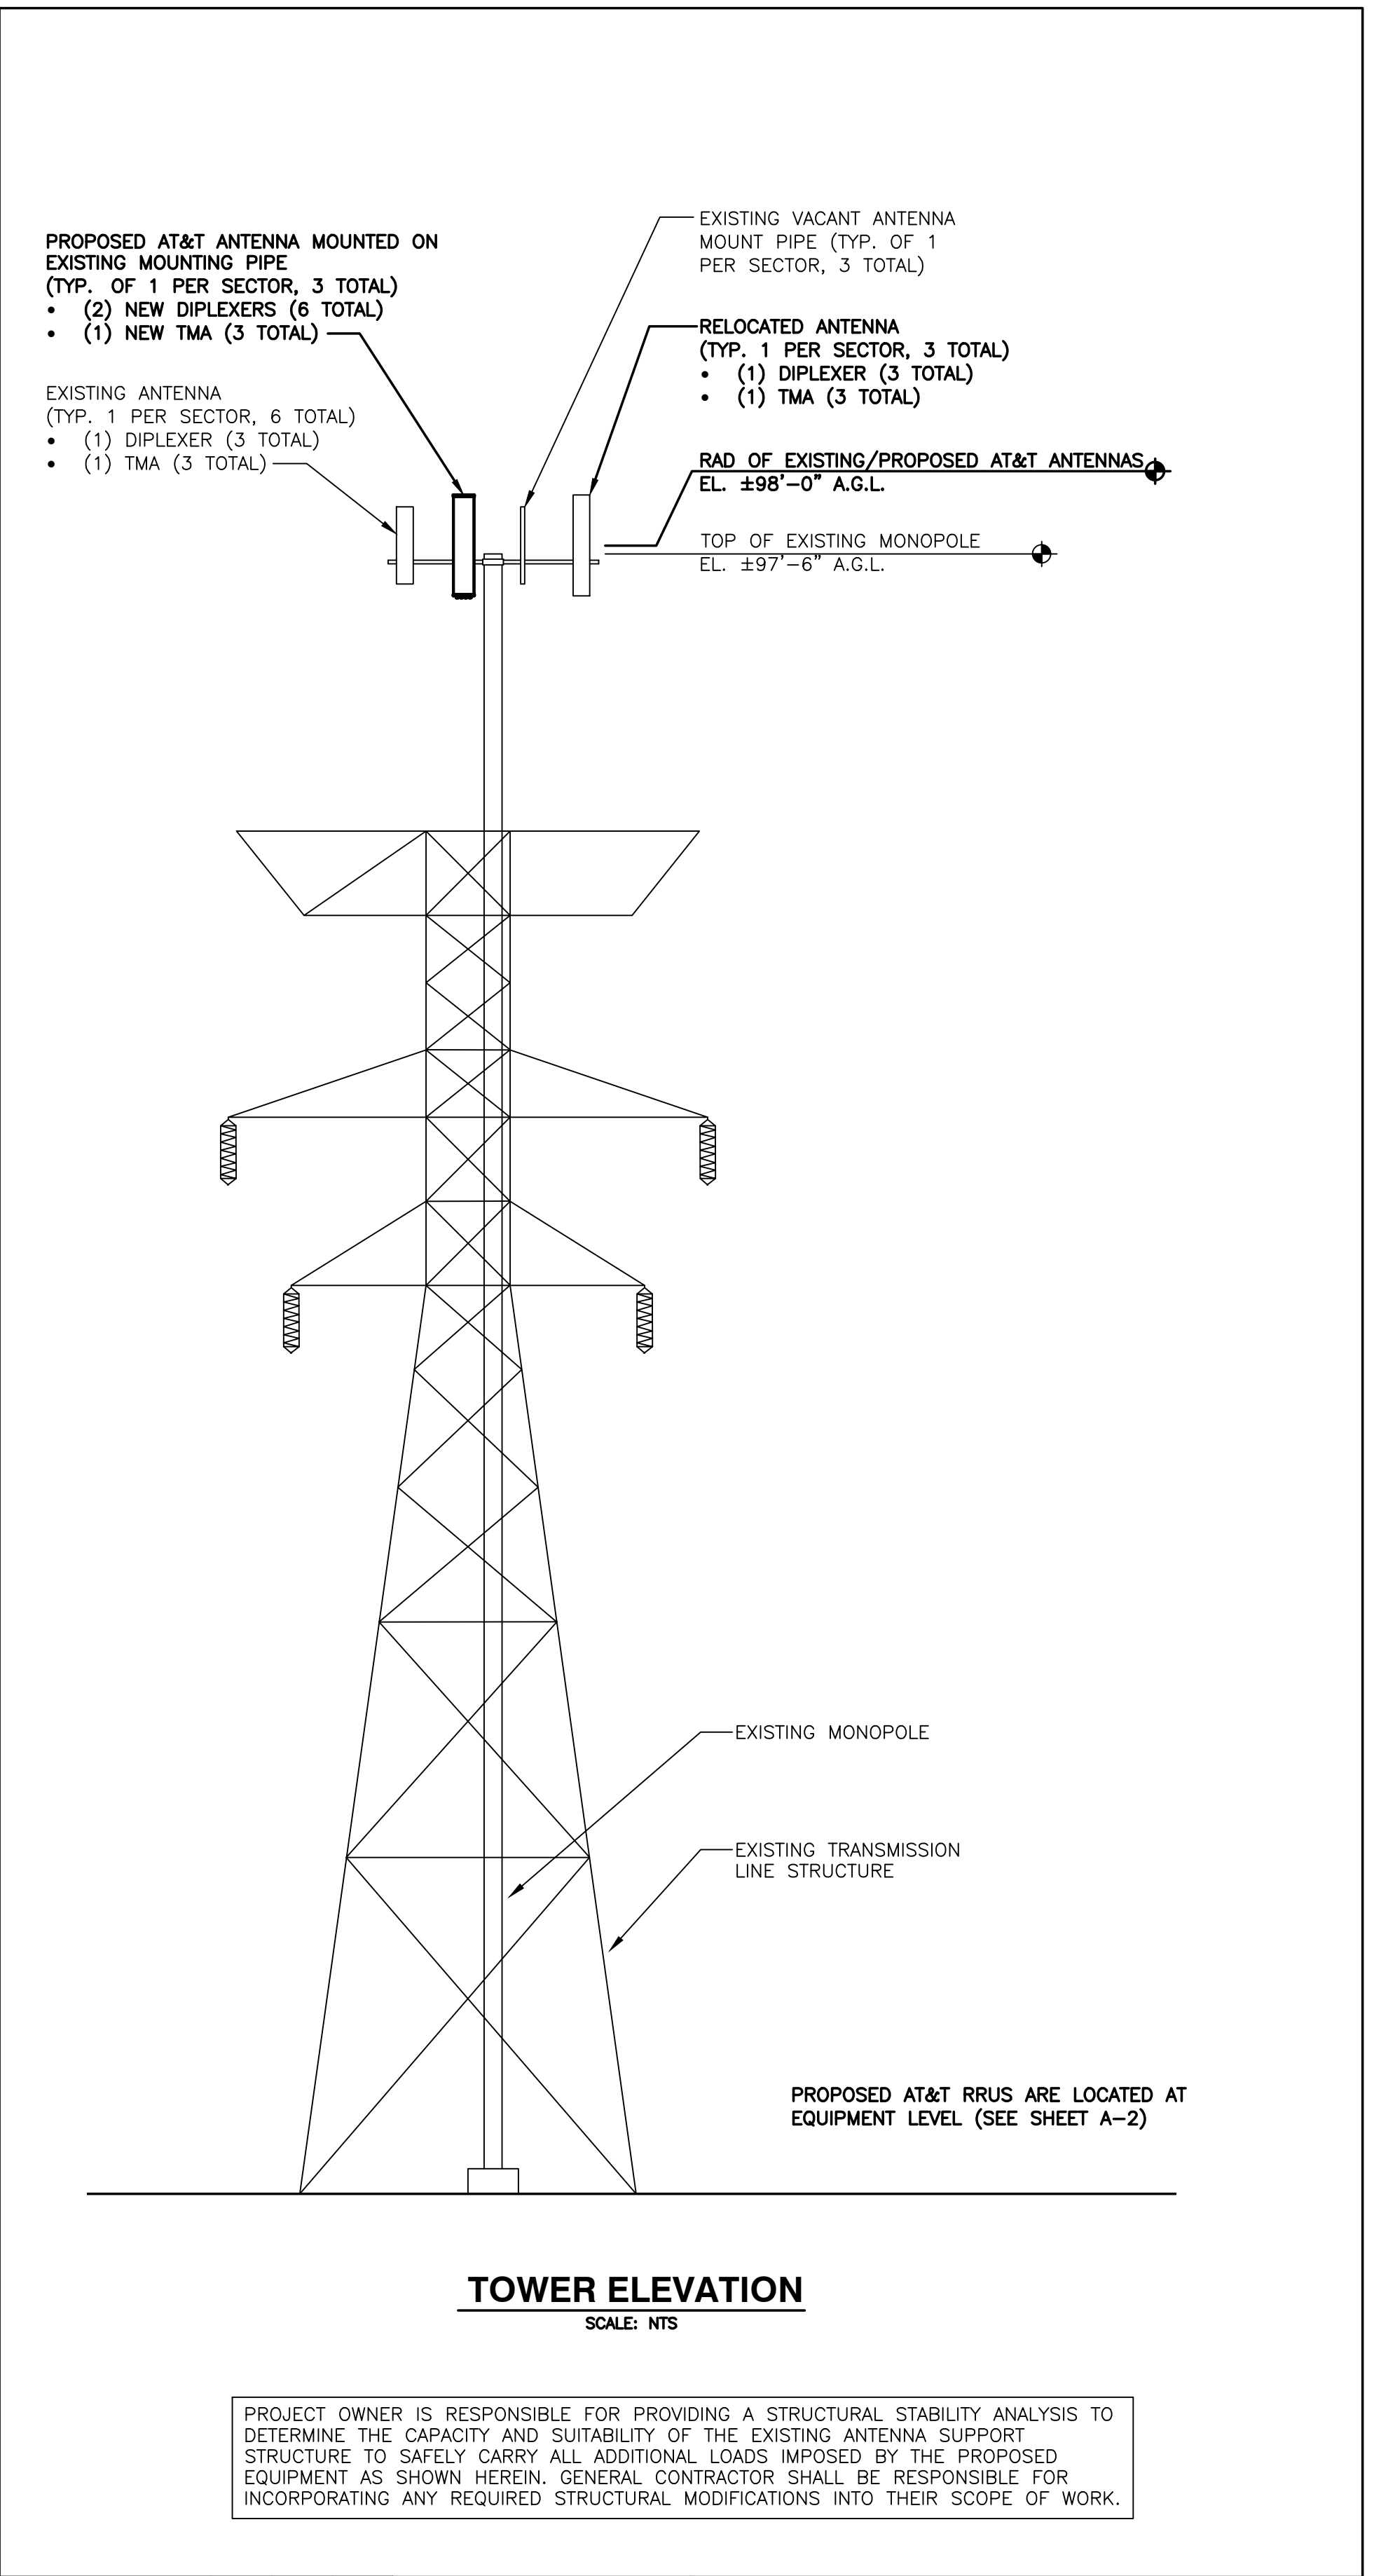 PROPOSED AT&T ANTENNA MOUNTED ON
EXISTING MOUNTING PIPE
(TYP. OF 1 PER SECTOR, 3 TOTAL)
• (2) NEW DIPLEXERS (6 TOTAL)
• (1) NEW TMA (3 TOTAL)
EXISTING ANTENNA
(TYP. 1 PER SECTOR, 6 TOTAL)
• (1) DIPLEXER (3 TOTAL)
• (1) TMA (3 TOTAL)
EXISTING VACANT ANTENNA
MOUNT PIPE (TYP. OF 1
PER SECTOR, 3 TOTAL)
RELOCATED ANTENNA
(TYP. 1 PER SECTOR, 3 TOTAL)
• (1) DIPLEXER (3 TOTAL)
• (1) TMA (3 TOTAL)
RAD OF EXISTING/PROPOSED AT&T ANTENNAS
EL. ±98'-0" A.G.L.
TOP OF EXISTING MONOPOLE
EL. ±97'-6" A.G.L.
EXISTING MONOPOLE
EXISTING TRANSMISSION
LINE STRUCTURE
PROPOSED AT&T RRUS ARE LOCATED AT
EQUIPMENT LEVEL (SEE SHEET A-2)
TOWER ELEVATION
SCALE: NTS
PROJECT OWNER IS RESPONSIBLE FOR PROVIDING A STRUCTURAL STABILITY ANALYSIS TO
DETERMINE THE CAPACITY AND SUITABILITY OF THE EXISTING ANTENNA SUPPORT
STRUCTURE TO SAFELY CARRY ALL ADDITIONAL LOADS IMPOSED BY THE PROPOSED
EQUIPMENT AS SHOWN HEREIN. GENERAL CONTRACTOR SHALL BE RESPONSIBLE FOR
INCORPORATING ANY REQUIRED STRUCTURAL MODIFICATIONS INTO THEIR SCOPE OF WORK.